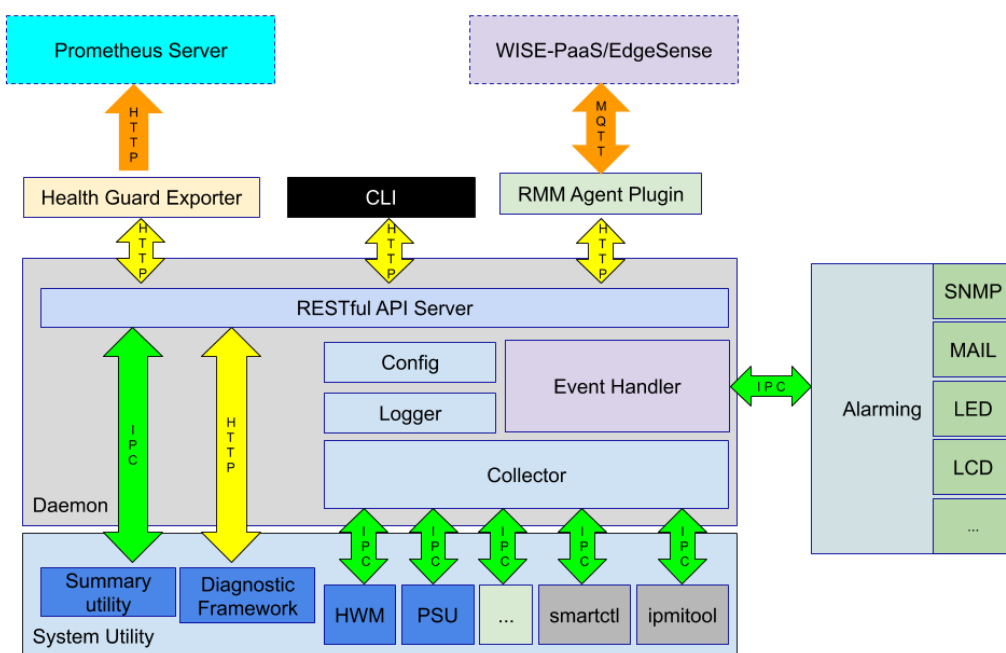 Prometheus Server
WISE-PaaS/EdgeSense
HTTP
MQTT
Health Guard Exporter
CLI
RMM Agent Plugin
HTTP
HTTP
HTTP
RESTful API Server
SNMP
Config
MAIL
Event Handler
IPC
Alarming
Logger
LED
IPC
HTTP
Collector
LCD
Daemon
...
IPC
IPC
IPC
IPC
IPC
Summary
utility
Diagnostic
Framework
HWM
PSU
...
smartctl
ipmitool
System Utility